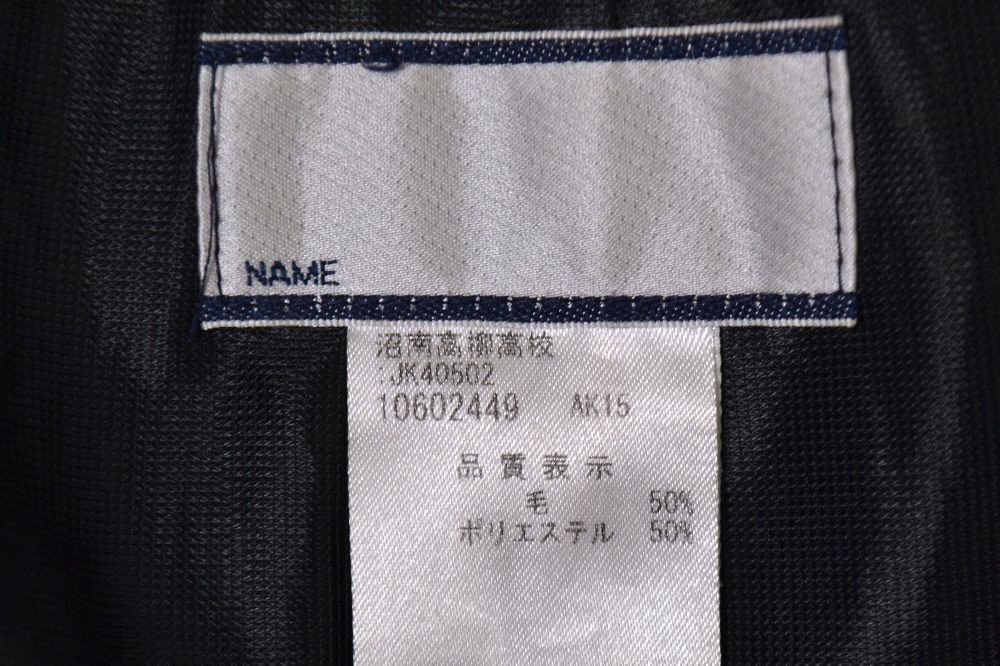 NAME
沼南高柳高校
:JK40502
10602449 AK15
品質表示
毛 50%
ポリエステル 50%